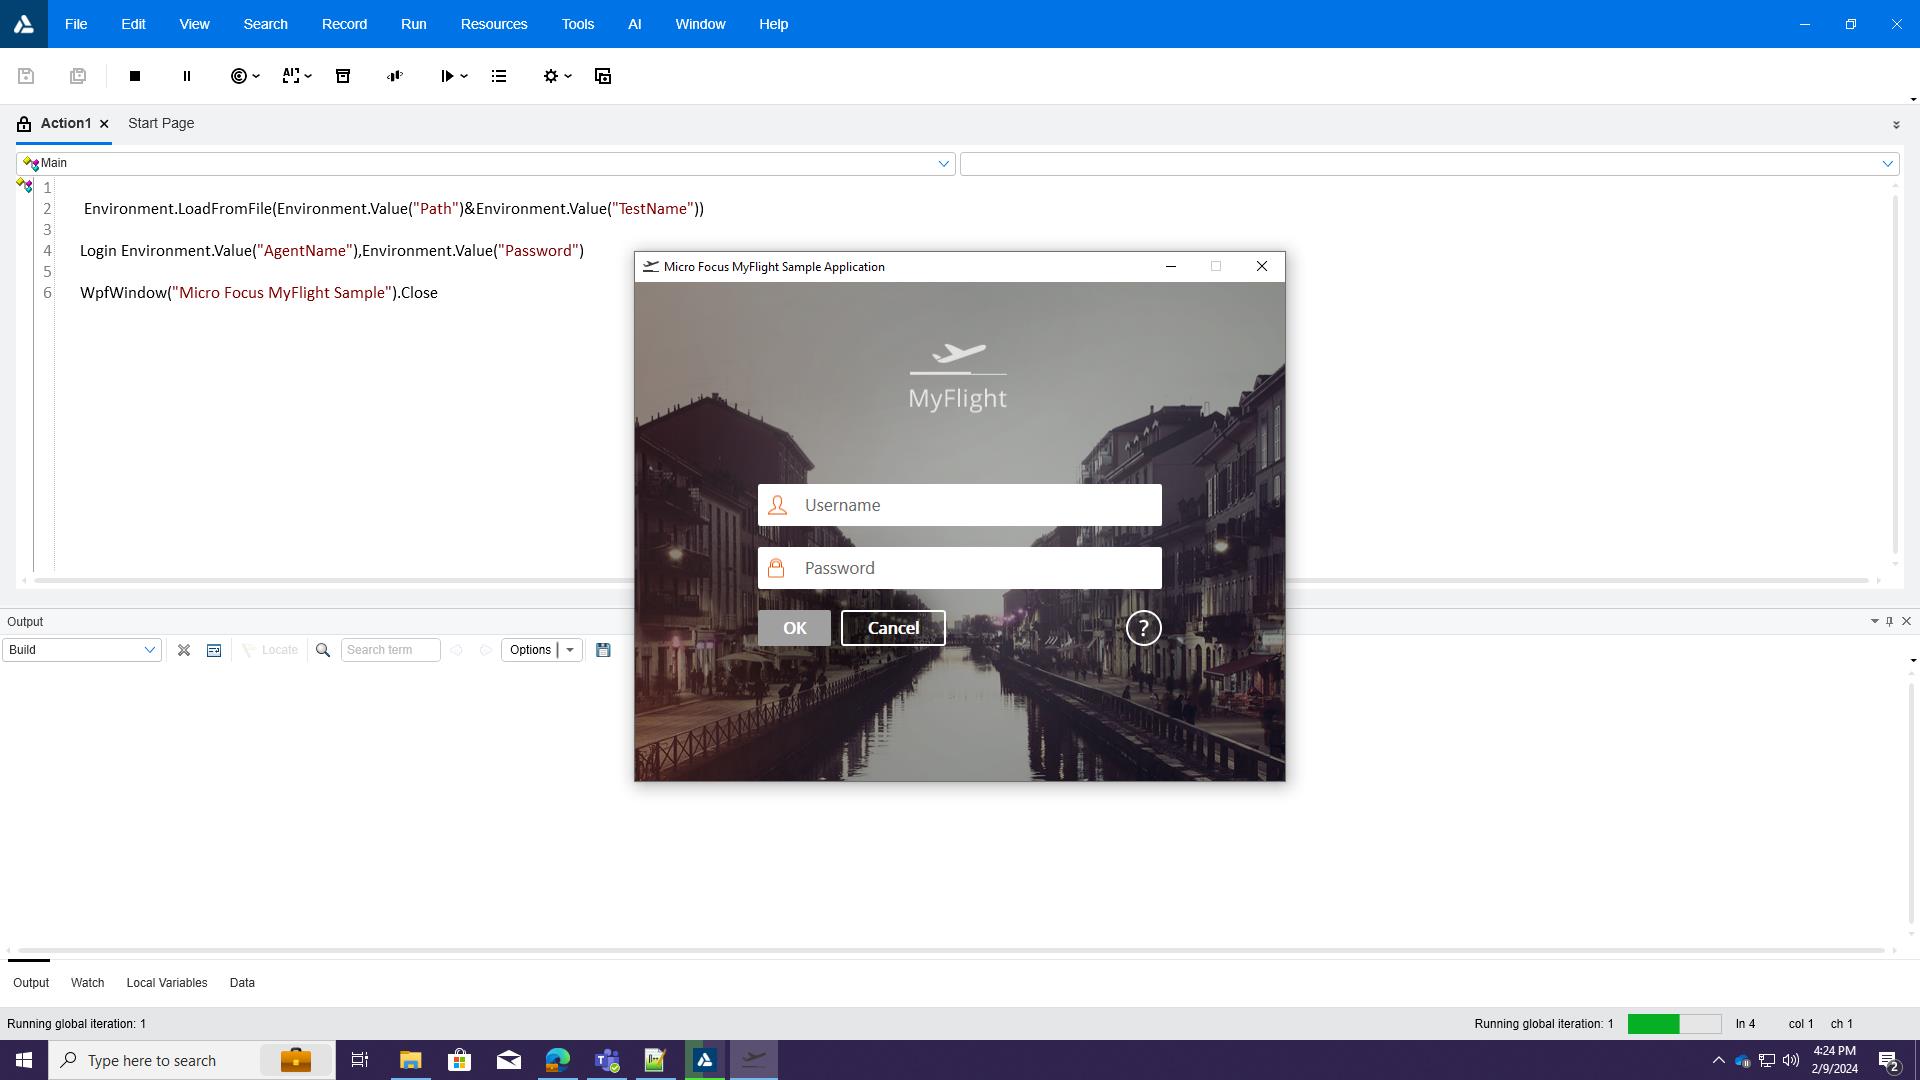 File Edit View Search Record Run Resources Tools AI Window Help
Action1 Start Page
Main
1
2 Environment.LoadFromFile(Environment.Value("Path")&Environment.Value("TestName"))
3
4 Login Environment.Value("AgentName"),Environment.Value("Password")
5
6 WpfWindow("Micro Focus MyFlight Sample").Close
Micro Focus MyFlight Sample Application
MyFlight
Username
Password
OK Cancel ?
Output
Build Locate Search term Options
Output Watch Local Variables Data
Running global iteration: 1 Running global iteration: 1 ln 4 col 1 ch 1
Type here to search
4:24 PM
2/9/2024
2